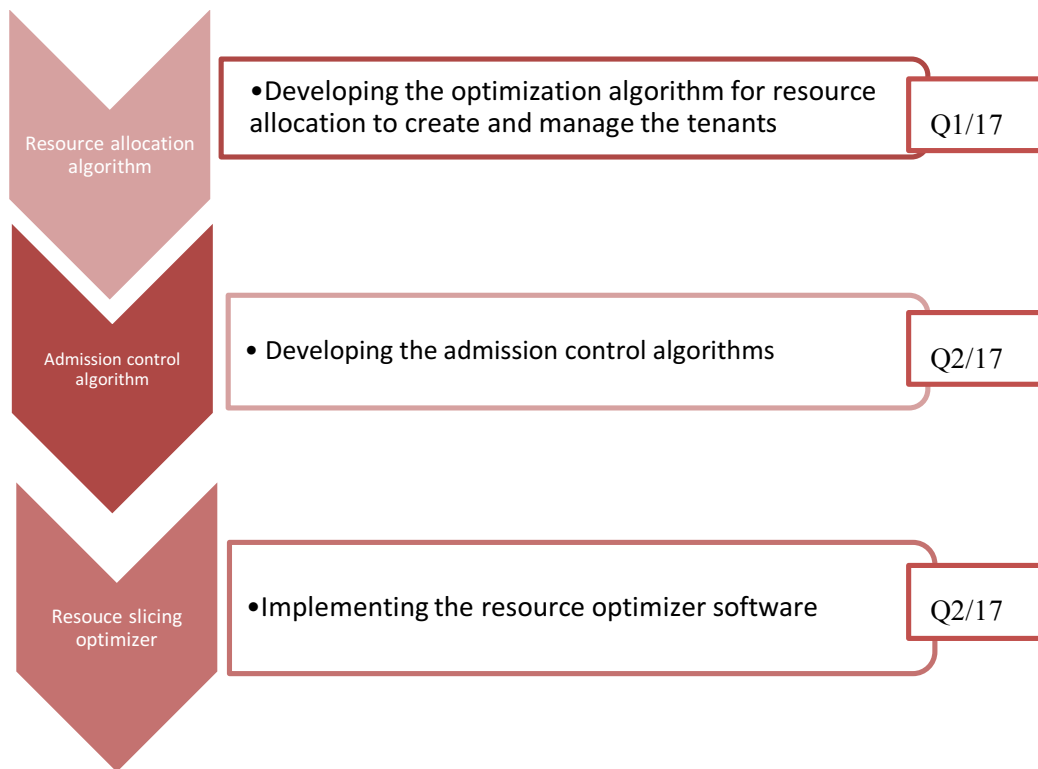 Resource allocation
algorithm
•Developing the optimization algorithm for resource
allocation to create and manage the tenants
Q1/17
Admission control
algorithm
• Developing the admission control algorithms
Q2/17
Resouce slicing
optimizer
•Implementing the resource optimizer software
Q2/17